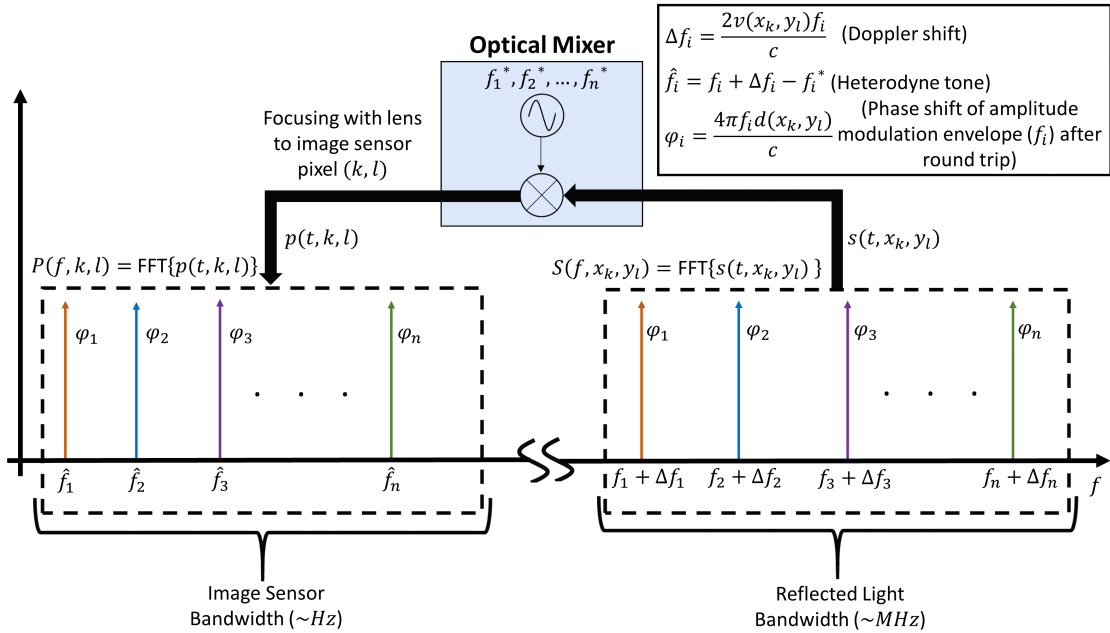 Optical Mixer
f₁*, f₂*, ..., fₙ*
Δfᵢ = 2v(xₖ, yₗ)fᵢ / c (Doppler shift)
f̂ᵢ = fᵢ + Δfᵢ − fᵢ* (Heterodyne tone)
φᵢ = 4πfᵢd(xₖ, yₗ) / c (Phase shift of amplitude
modulation envelope (fᵢ) after
round trip)
Focusing with lens
to image sensor
pixel (k, l)
p(t, k, l)
s(t, xₖ, yₗ)
P(f, k, l) = FFT{p(t, k, l)}
S(f, xₖ, yₗ) = FFT{s(t, xₖ, yₗ) }
φ₁ φ₂ φ₃ . . . φₙ
φ₁ φ₂ φ₃ . . . φₙ
f̂₁ f̂₂ f̂₃ f̂ₙ
f₁ + Δf₁ f₂ + Δf₂ f₃ + Δf₃ fₙ + Δfₙ
f
Image Sensor
Bandwidth (~Hz)
Reflected Light
Bandwidth (~MHz)